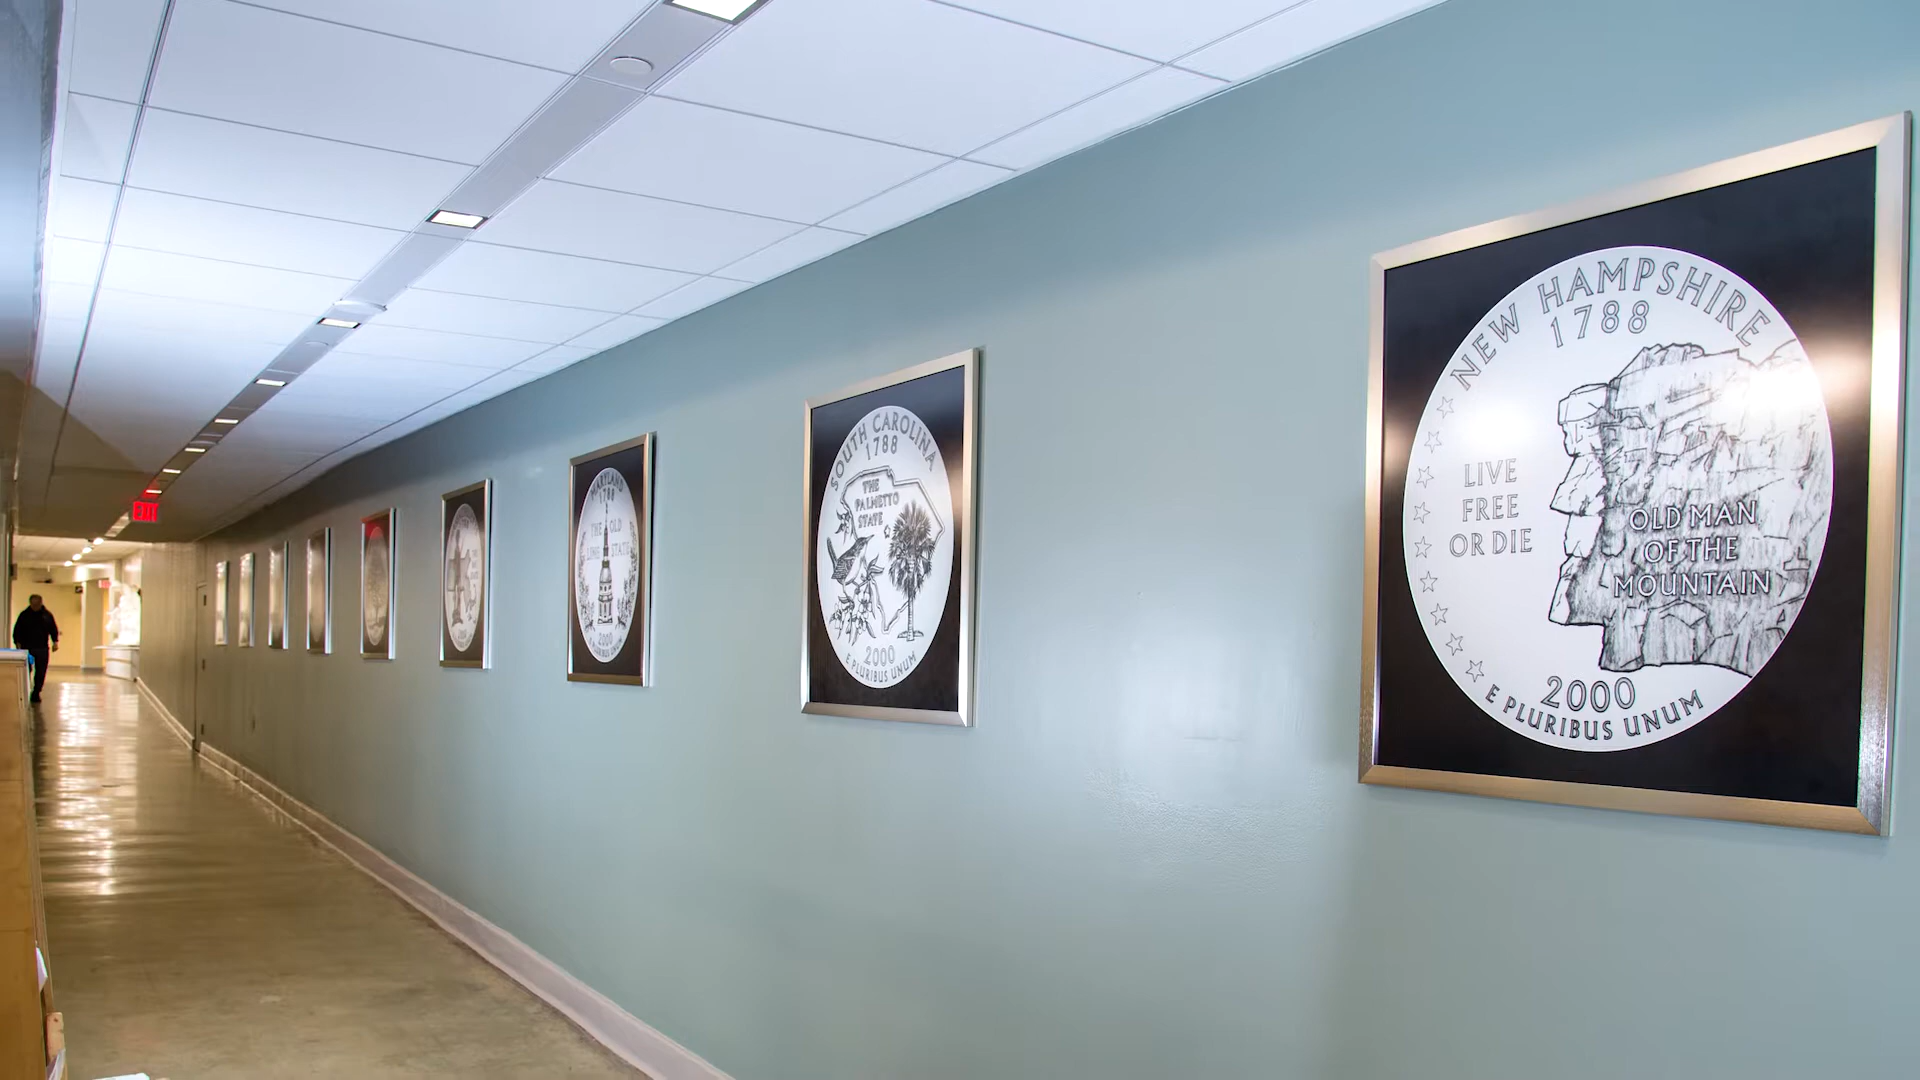 EXIT
MARYLAND
1788
THE OLD
LINE STATE
2000
SOUTH CAROLINA
1788
THE
PALMETTO
STATE
2000
E PLURIBUS UNUM
NEW HAMPSHIRE
1788
LIVE
FREE
OR DIE
OLD MAN
OF THE
MOUNTAIN
2000
E PLURIBUS UNUM